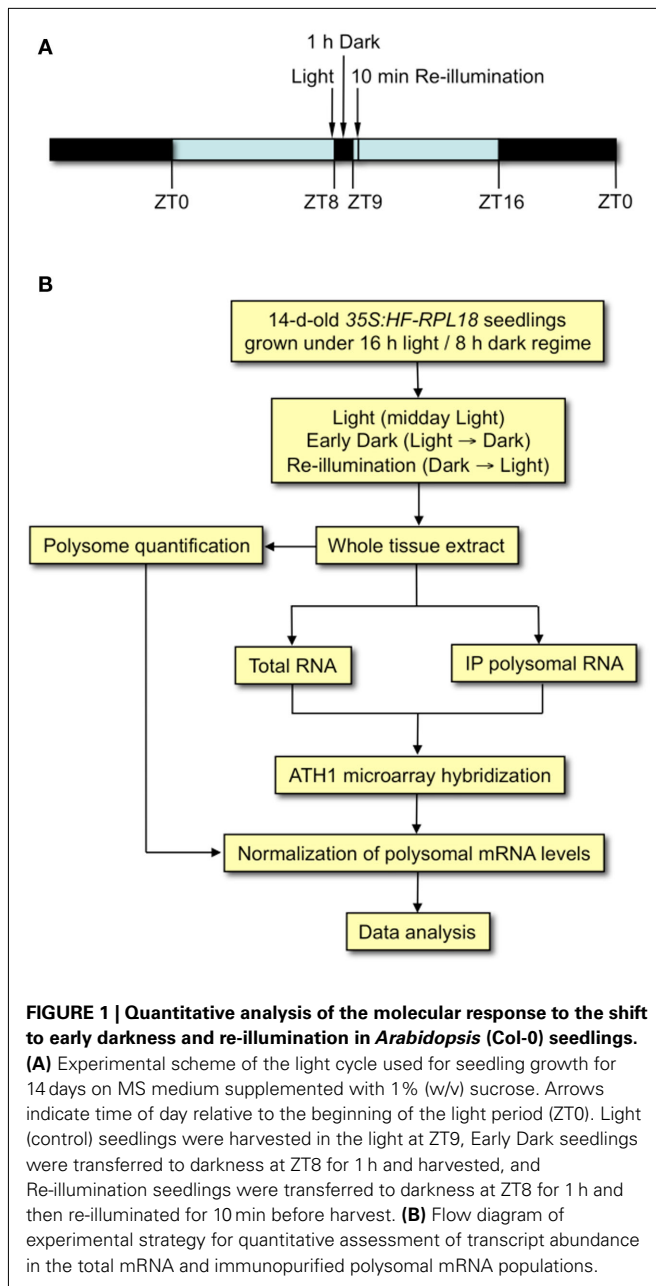 A
1 h Dark
Light
10 min Re-illumination
ZT0
ZT8
ZT9
ZT16
ZT0
B
14-d-old 35S:HF-RPL18 seedlings
grown under 16 h light / 8 h dark regime
Light (midday Light)
Early Dark (Light → Dark)
Re-illumination (Dark → Light)
Polysome quantification
Whole tissue extract
Total RNA
IP polysomal RNA
ATH1 microarray hybridization
Normalization of polysomal mRNA levels
Data analysis
FIGURE 1 | Quantitative analysis of the molecular response to the shift
to early darkness and re-illumination in Arabidopsis (Col-0) seedlings.
(A) Experimental scheme of the light cycle used for seedling growth for
14 days on MS medium supplemented with 1% (w/v) sucrose. Arrows
indicate time of day relative to the beginning of the light period (ZT0). Light
(control) seedlings were harvested in the light at ZT9, Early Dark seedlings
were transferred to darkness at ZT8 for 1 h and harvested, and
Re-illumination seedlings were transferred to darkness at ZT8 for 1 h and
then re-illuminated for 10 min before harvest. (B) Flow diagram of
experimental strategy for quantitative assessment of transcript abundance
in the total mRNA and immunopurified polysomal mRNA populations.